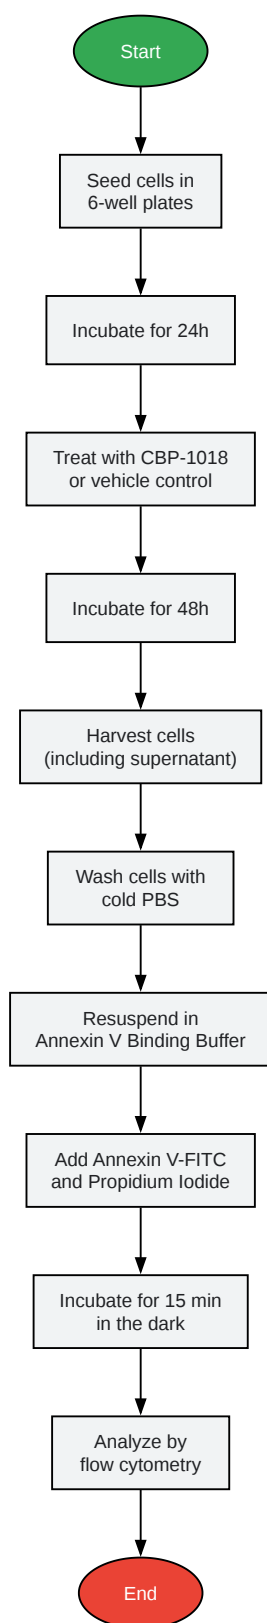 Start
Seed cells in
6-well plates
Incubate for 24h
Treat with CBP-1018
or vehicle control
Incubate for 48h
Harvest cells
(including supernatant)
Wash cells with
cold PBS
Resuspend in
Annexin V Binding Buffer
Add Annexin V-FITC
and Propidium Iodide
Incubate for 15 min
in the dark
Analyze by
flow cytometry
End